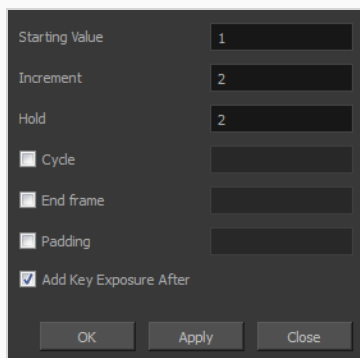 Starting Value 1
Increment 2
Hold 2
Cycle
End frame
Padding
Add Key Exposure After
OK Apply Close